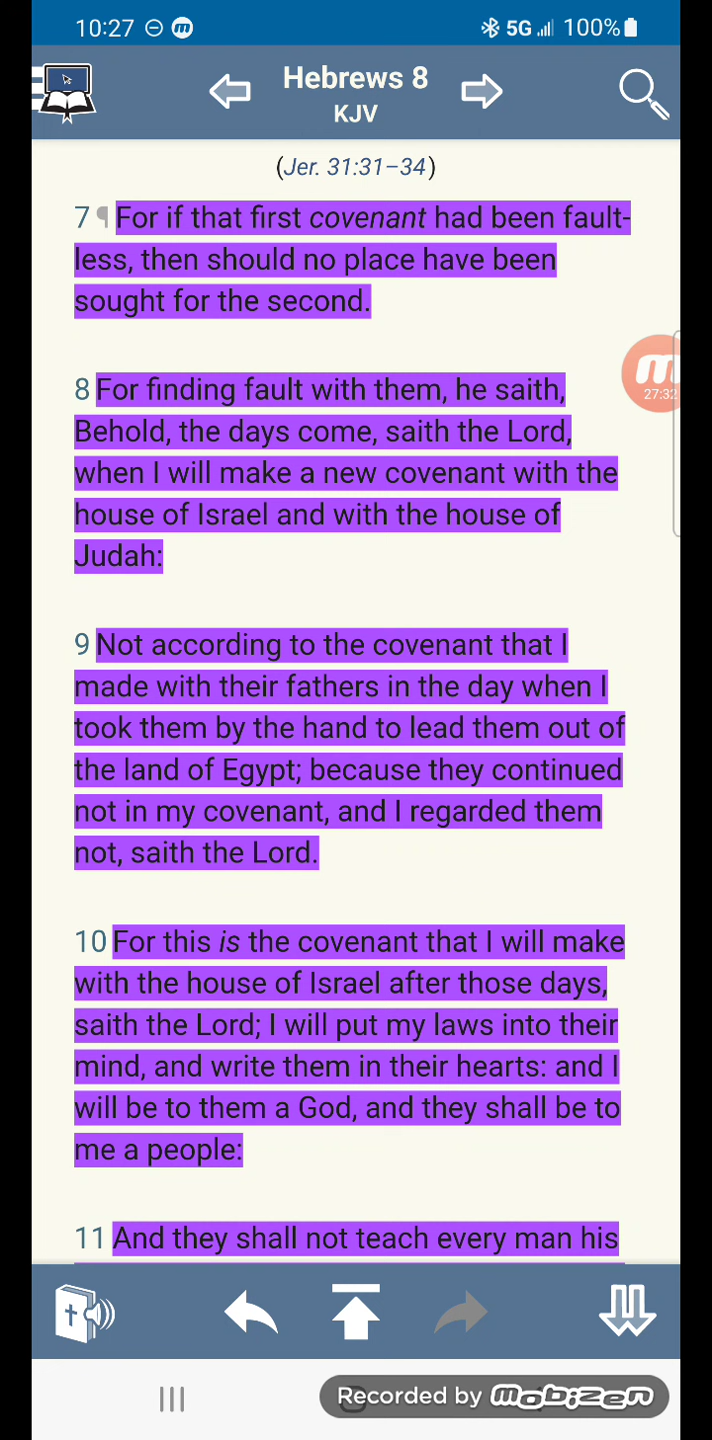 10:27
5G 100%
Hebrews 8
KJV
(Jer. 31:31–34)
7 ¶ For if that first covenant had been fault-
less, then should no place have been
sought for the second.
8 For finding fault with them, he saith,
Behold, the days come, saith the Lord,
when I will make a new covenant with the
house of Israel and with the house of
Judah:
27:32
9 Not according to the covenant that I
made with their fathers in the day when I
took them by the hand to lead them out of
the land of Egypt; because they continued
not in my covenant, and I regarded them
not, saith the Lord.
10 For this is the covenant that I will make
with the house of Israel after those days,
saith the Lord; I will put my laws into their
mind, and write them in their hearts: and I
will be to them a God, and they shall be to
me a people:
11 And they shall not teach every man his
Recorded by mobizen